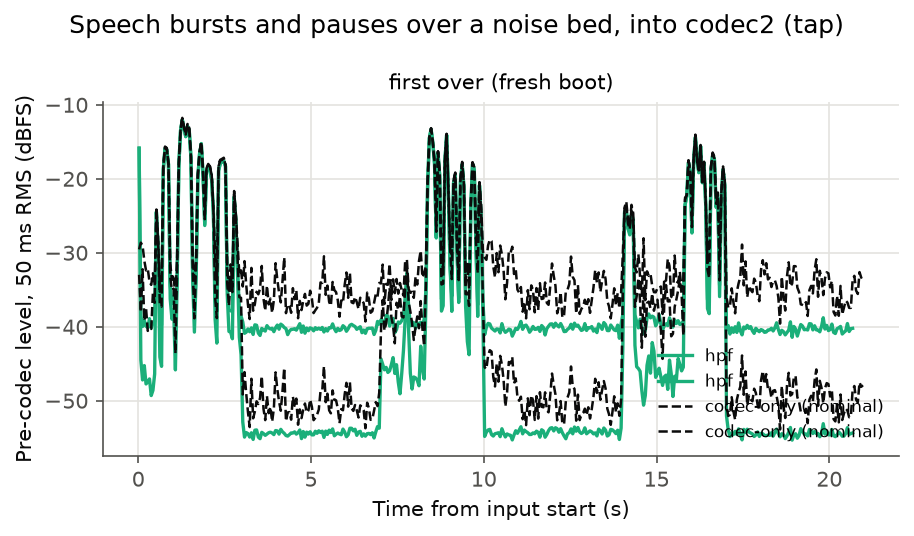 Speech bursts and pauses over a noise bed, into codec2 (tap)
first over (fresh boot)
Pre-codec level, 50 ms RMS (dBFS)
−10
−20
−30
−40
−50
hpf
hpf
codec-only (nominal)
codec-only (nominal)
0 5 10 15 20
Time from input start (s)